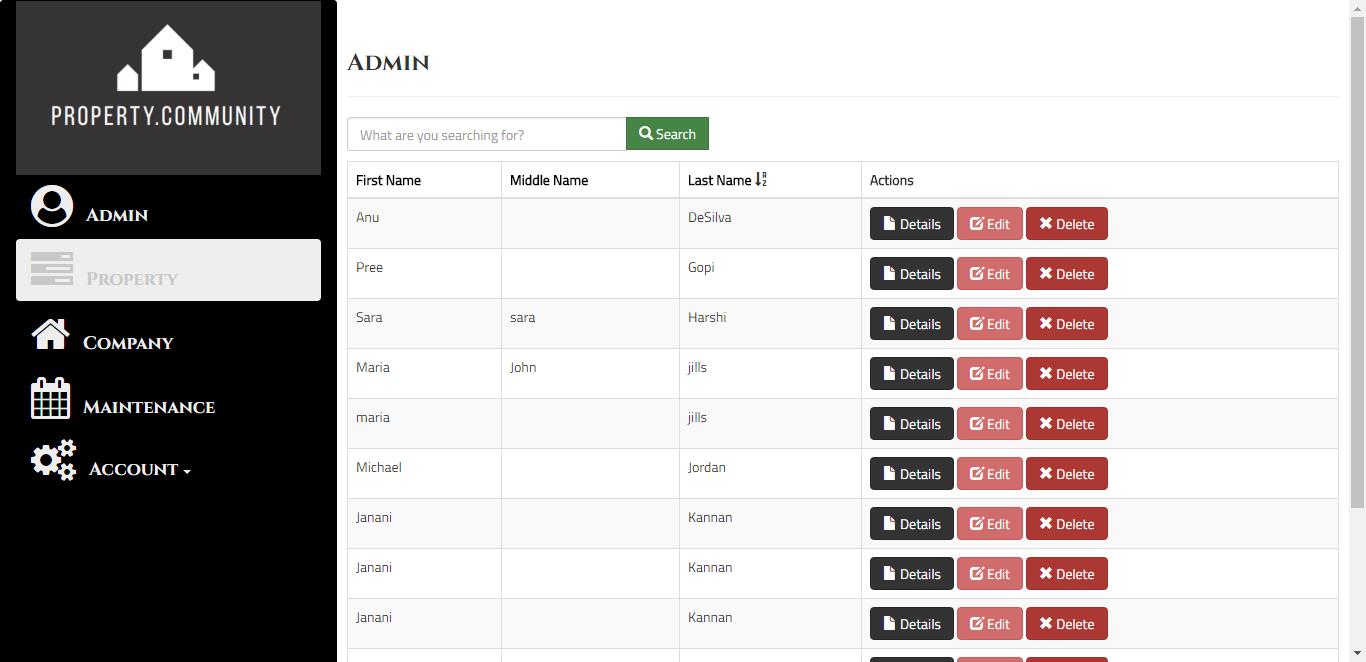 PROPERTY.COMMUNITY
Admin
Property
Company
Maintenance
Account
Admin
What are you searching for?
Search
First Name Middle Name Last Name Actions
Anu DeSilva Details Edit Delete
Pree Gopi Details Edit Delete
Sara sara Harshi Details Edit Delete
Maria John jills Details Edit Delete
maria jills Details Edit Delete
Michael Jordan Details Edit Delete
Janani Kannan Details Edit Delete
Janani Kannan Details Edit Delete
Janani Kannan Details Edit Delete